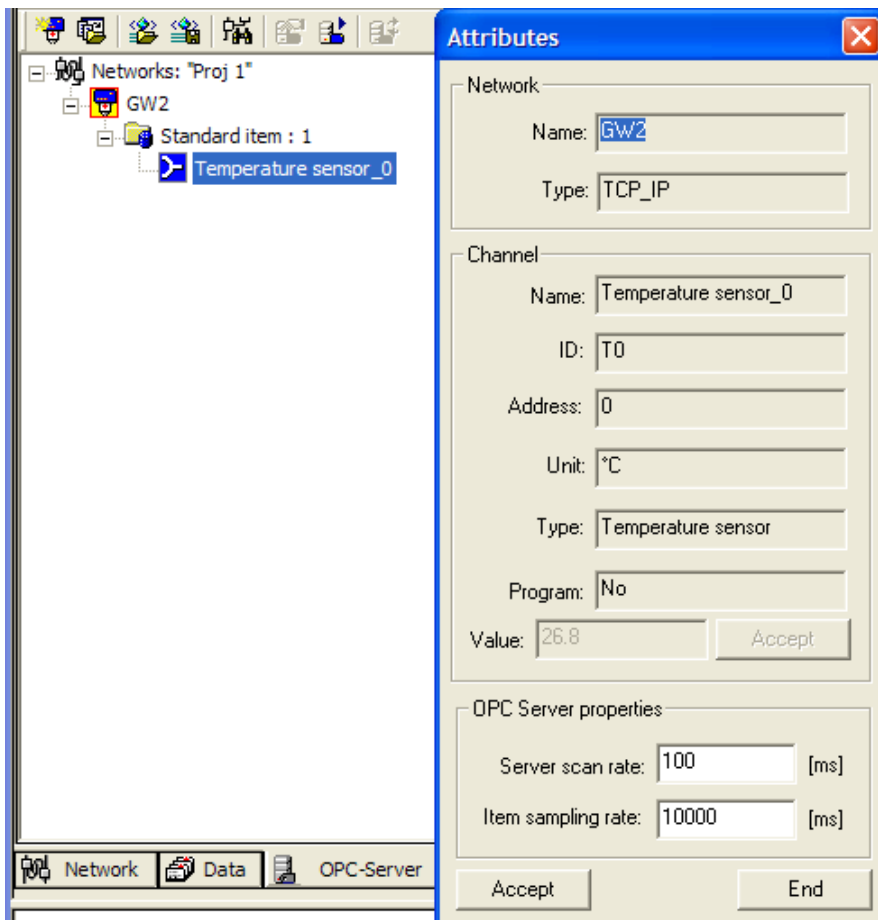 Networks: "Proj 1"
GW2
Standard item : 1
Temperature sensor_0
Network
Data
OPC-Server
Attributes
Network
Name: GW2
Type: TCP_IP
Channel
Name: Temperature sensor_0
ID: T0
Address: 0
Unit: °C
Type: Temperature sensor
Program: No
Value: 26.8 Accept
OPC Server properties
Server scan rate: 100 [ms]
Item sampling rate: 10000 [ms]
Accept End